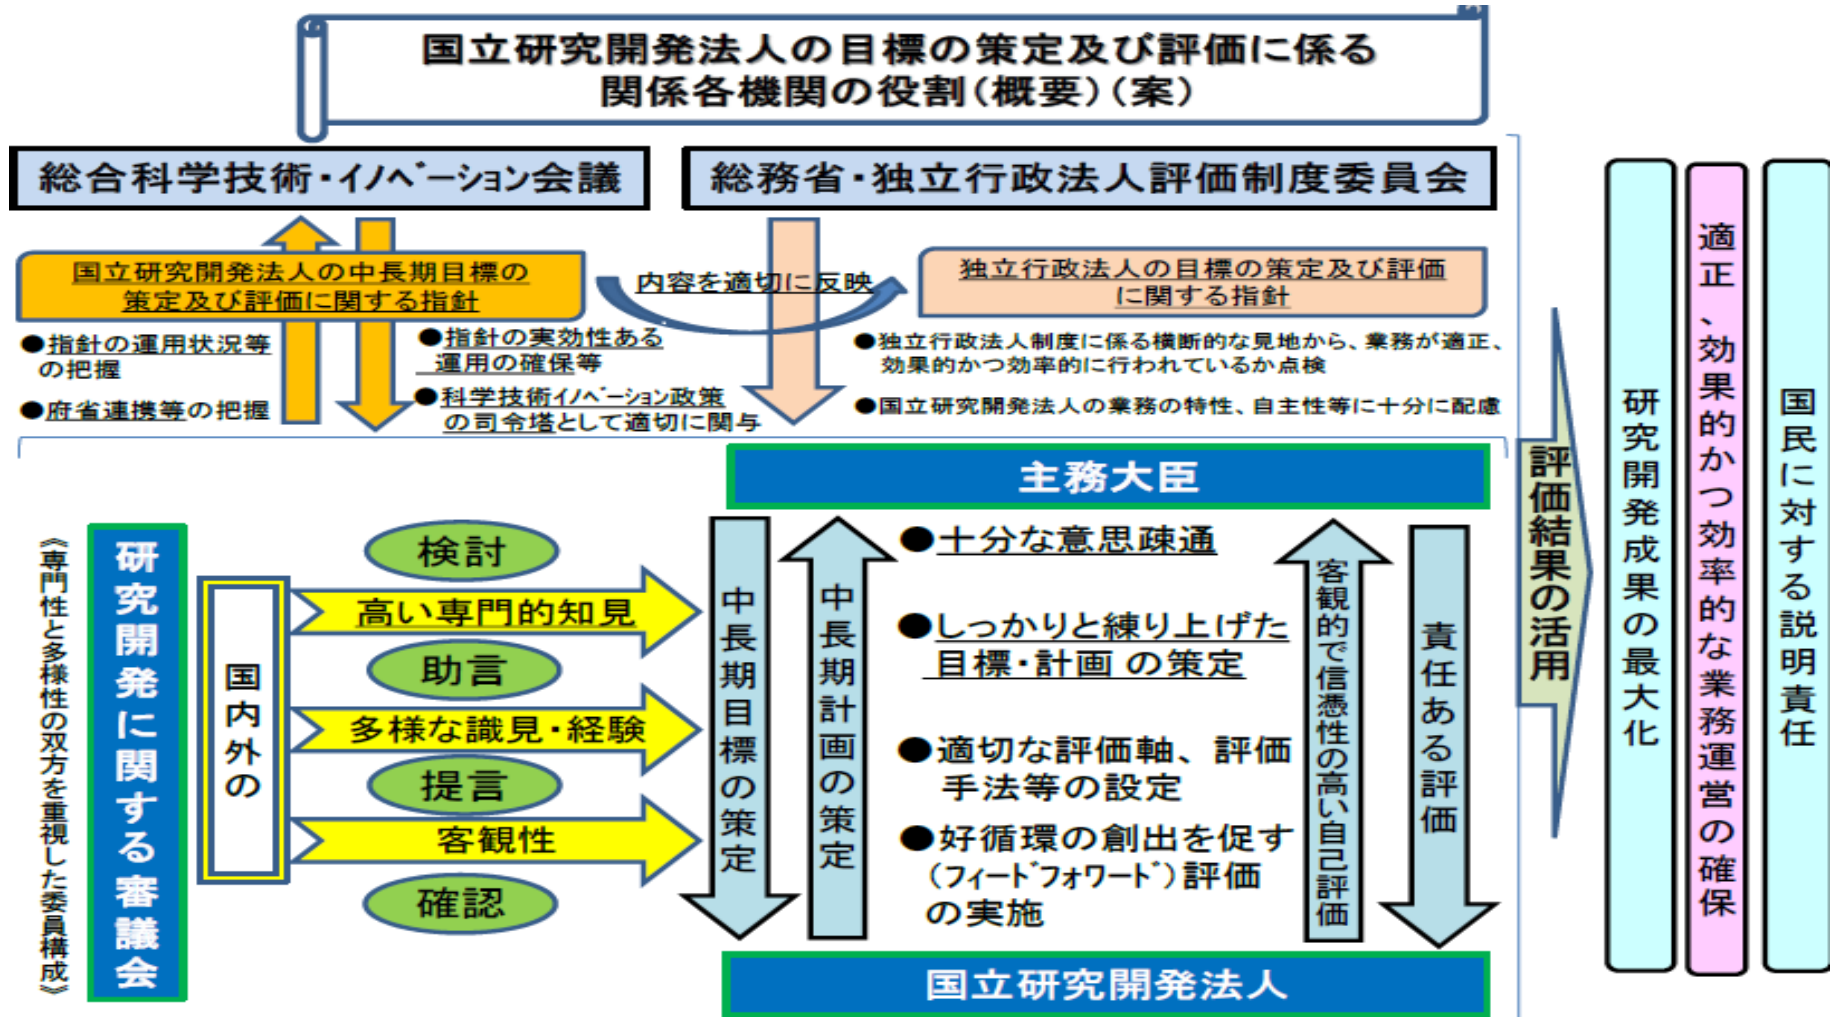 国立研究開発法人の目標の策定及び評価に係る
関係各機関の役割(概要)(案)
総合科学技術・イノベーション会議
総務省・独立行政法人評価制度委員会
国立研究開発法人の中長期目標の
策定及び評価に関する指針
内容を適切に反映
独立行政法人の目標の策定及び評価
に関する指針
●指針の運用状況等
の把握
●府省連携等の把握
●指針の実効性ある
運用の確保等
●科学技術イノベーション政策
の司令塔として適切に関与
●独立行政法人制度に係る横断的な見地から、業務が適正、
効果的かつ効率的に行われているか点検
●国立研究開発法人の業務の特性、自主性等に十分に配慮
主務大臣
《専門性と多様性の双方を重視した委員構成》
研究開発に関する審議会
国内外の
検討
高い専門的知見
助言
多様な識見・経験
提言
客観性
確認
中長期目標の策定
中長期計画の策定
●十分な意思疎通
●しっかりと練り上げた
目標・計画 の策定
●適切な評価軸、評価
手法等の設定
●好循環の創出を促す
(フィードフォワード)評価
の実施
客観的で信憑性の高い自己評価
責任ある評価
国立研究開発法人
評価結果の活用
研究開発成果の最大化
適正、効果的かつ効率的な業務運営の確保
国民に対する説明責任